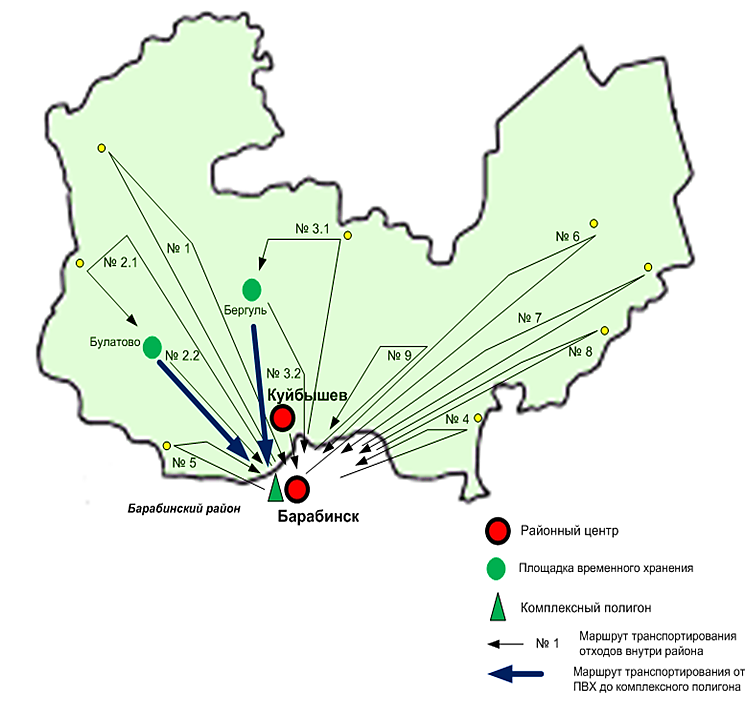 № 3.1
№ 6
№ 1
№ 2.1
Бергуль
№ 7
Булатово
№ 2.2
№ 9
№ 8
№ 3.2
Куйбышев
№ 4
№ 5
Барабинский район
Барабинск
Районный центр
Площадка временного хранения
Комплексный полигон
№ 1
Маршрут транспортирования
отходов внутри района
Маршрут транспортирования от
ПВХ до комплексного полигона